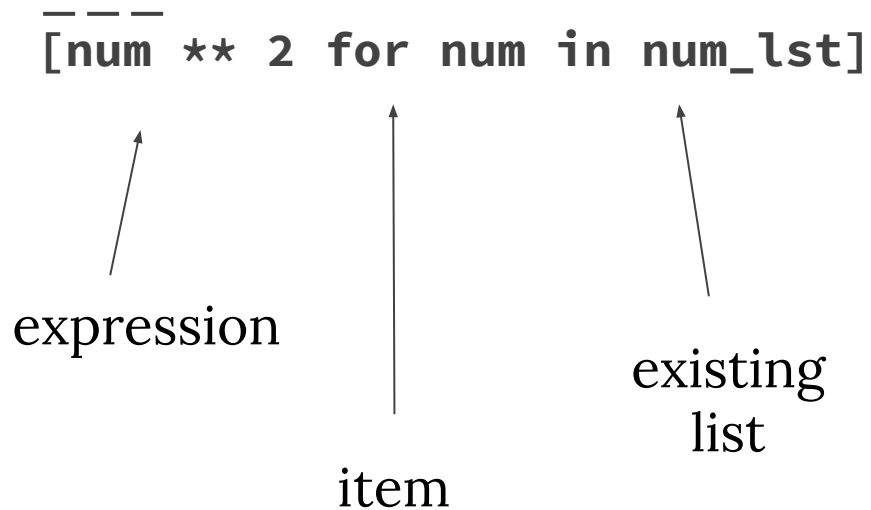 [num ** 2 for num in num_lst]
expression
existing
list
item